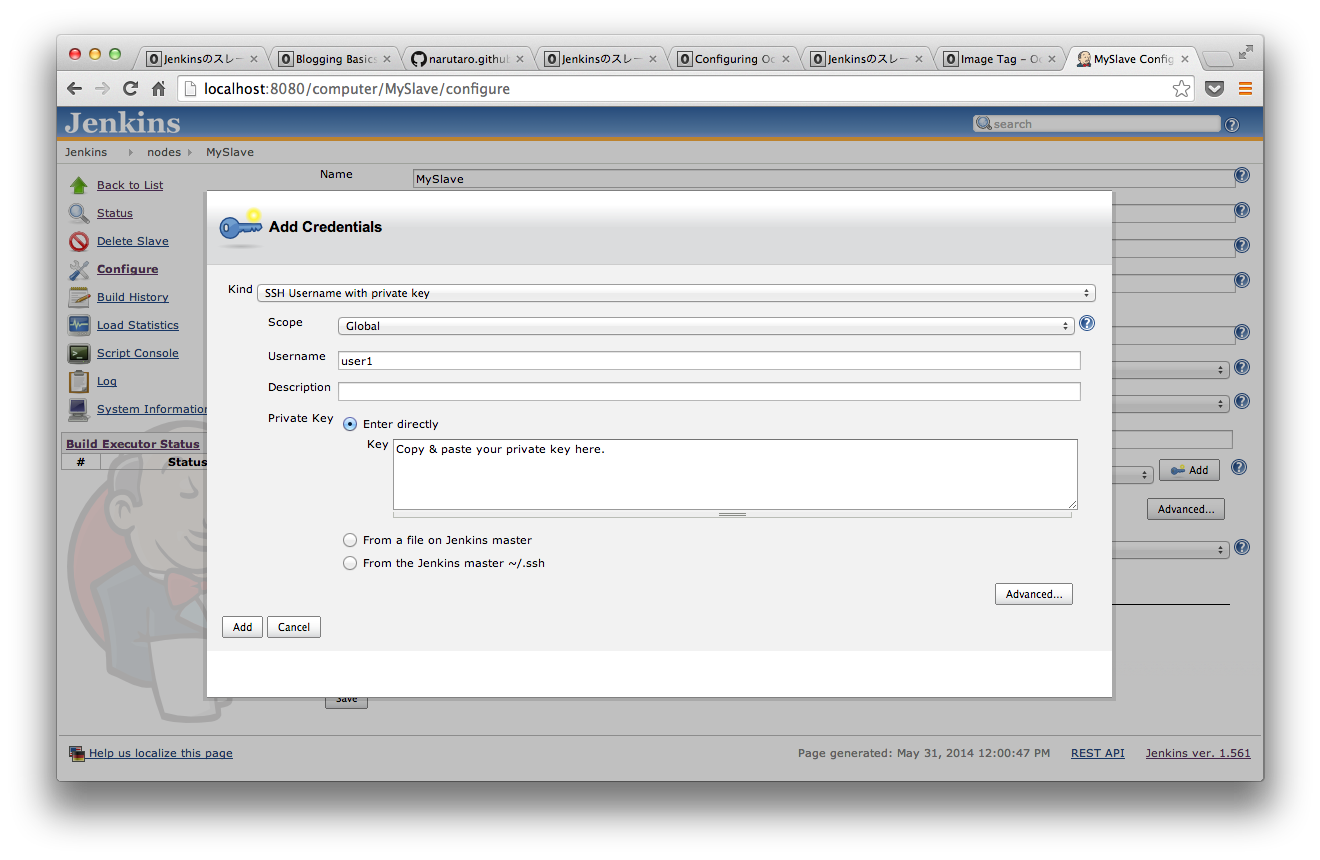 Jenkinsのスレー
Blogging Basics
narutaro.githu
Jenkinsのスレー
Configuring Oc
Jenkinsのスレー
Image Tag - Oc
MySlave Config
localhost:8080/computer/MySlave/configure
Jenkins
search
Jenkins nodes MySlave
Back to List
Status
Delete Slave
Configure
Build History
Load Statistics
Script Console
Log
System Information
Build Executor Status
# Status
Name MySlave
Add Credentials
Kind SSH Username with private key
Scope Global
Username user1
Description
Private Key Enter directly
Key Copy & paste your private key here.
From a file on Jenkins master
From the Jenkins master ~/.ssh
Advanced...
Add Cancel
Add
Advanced...
Save
Help us localize this page
Page generated: May 31, 2014 12:00:47 PM REST API Jenkins ver. 1.561